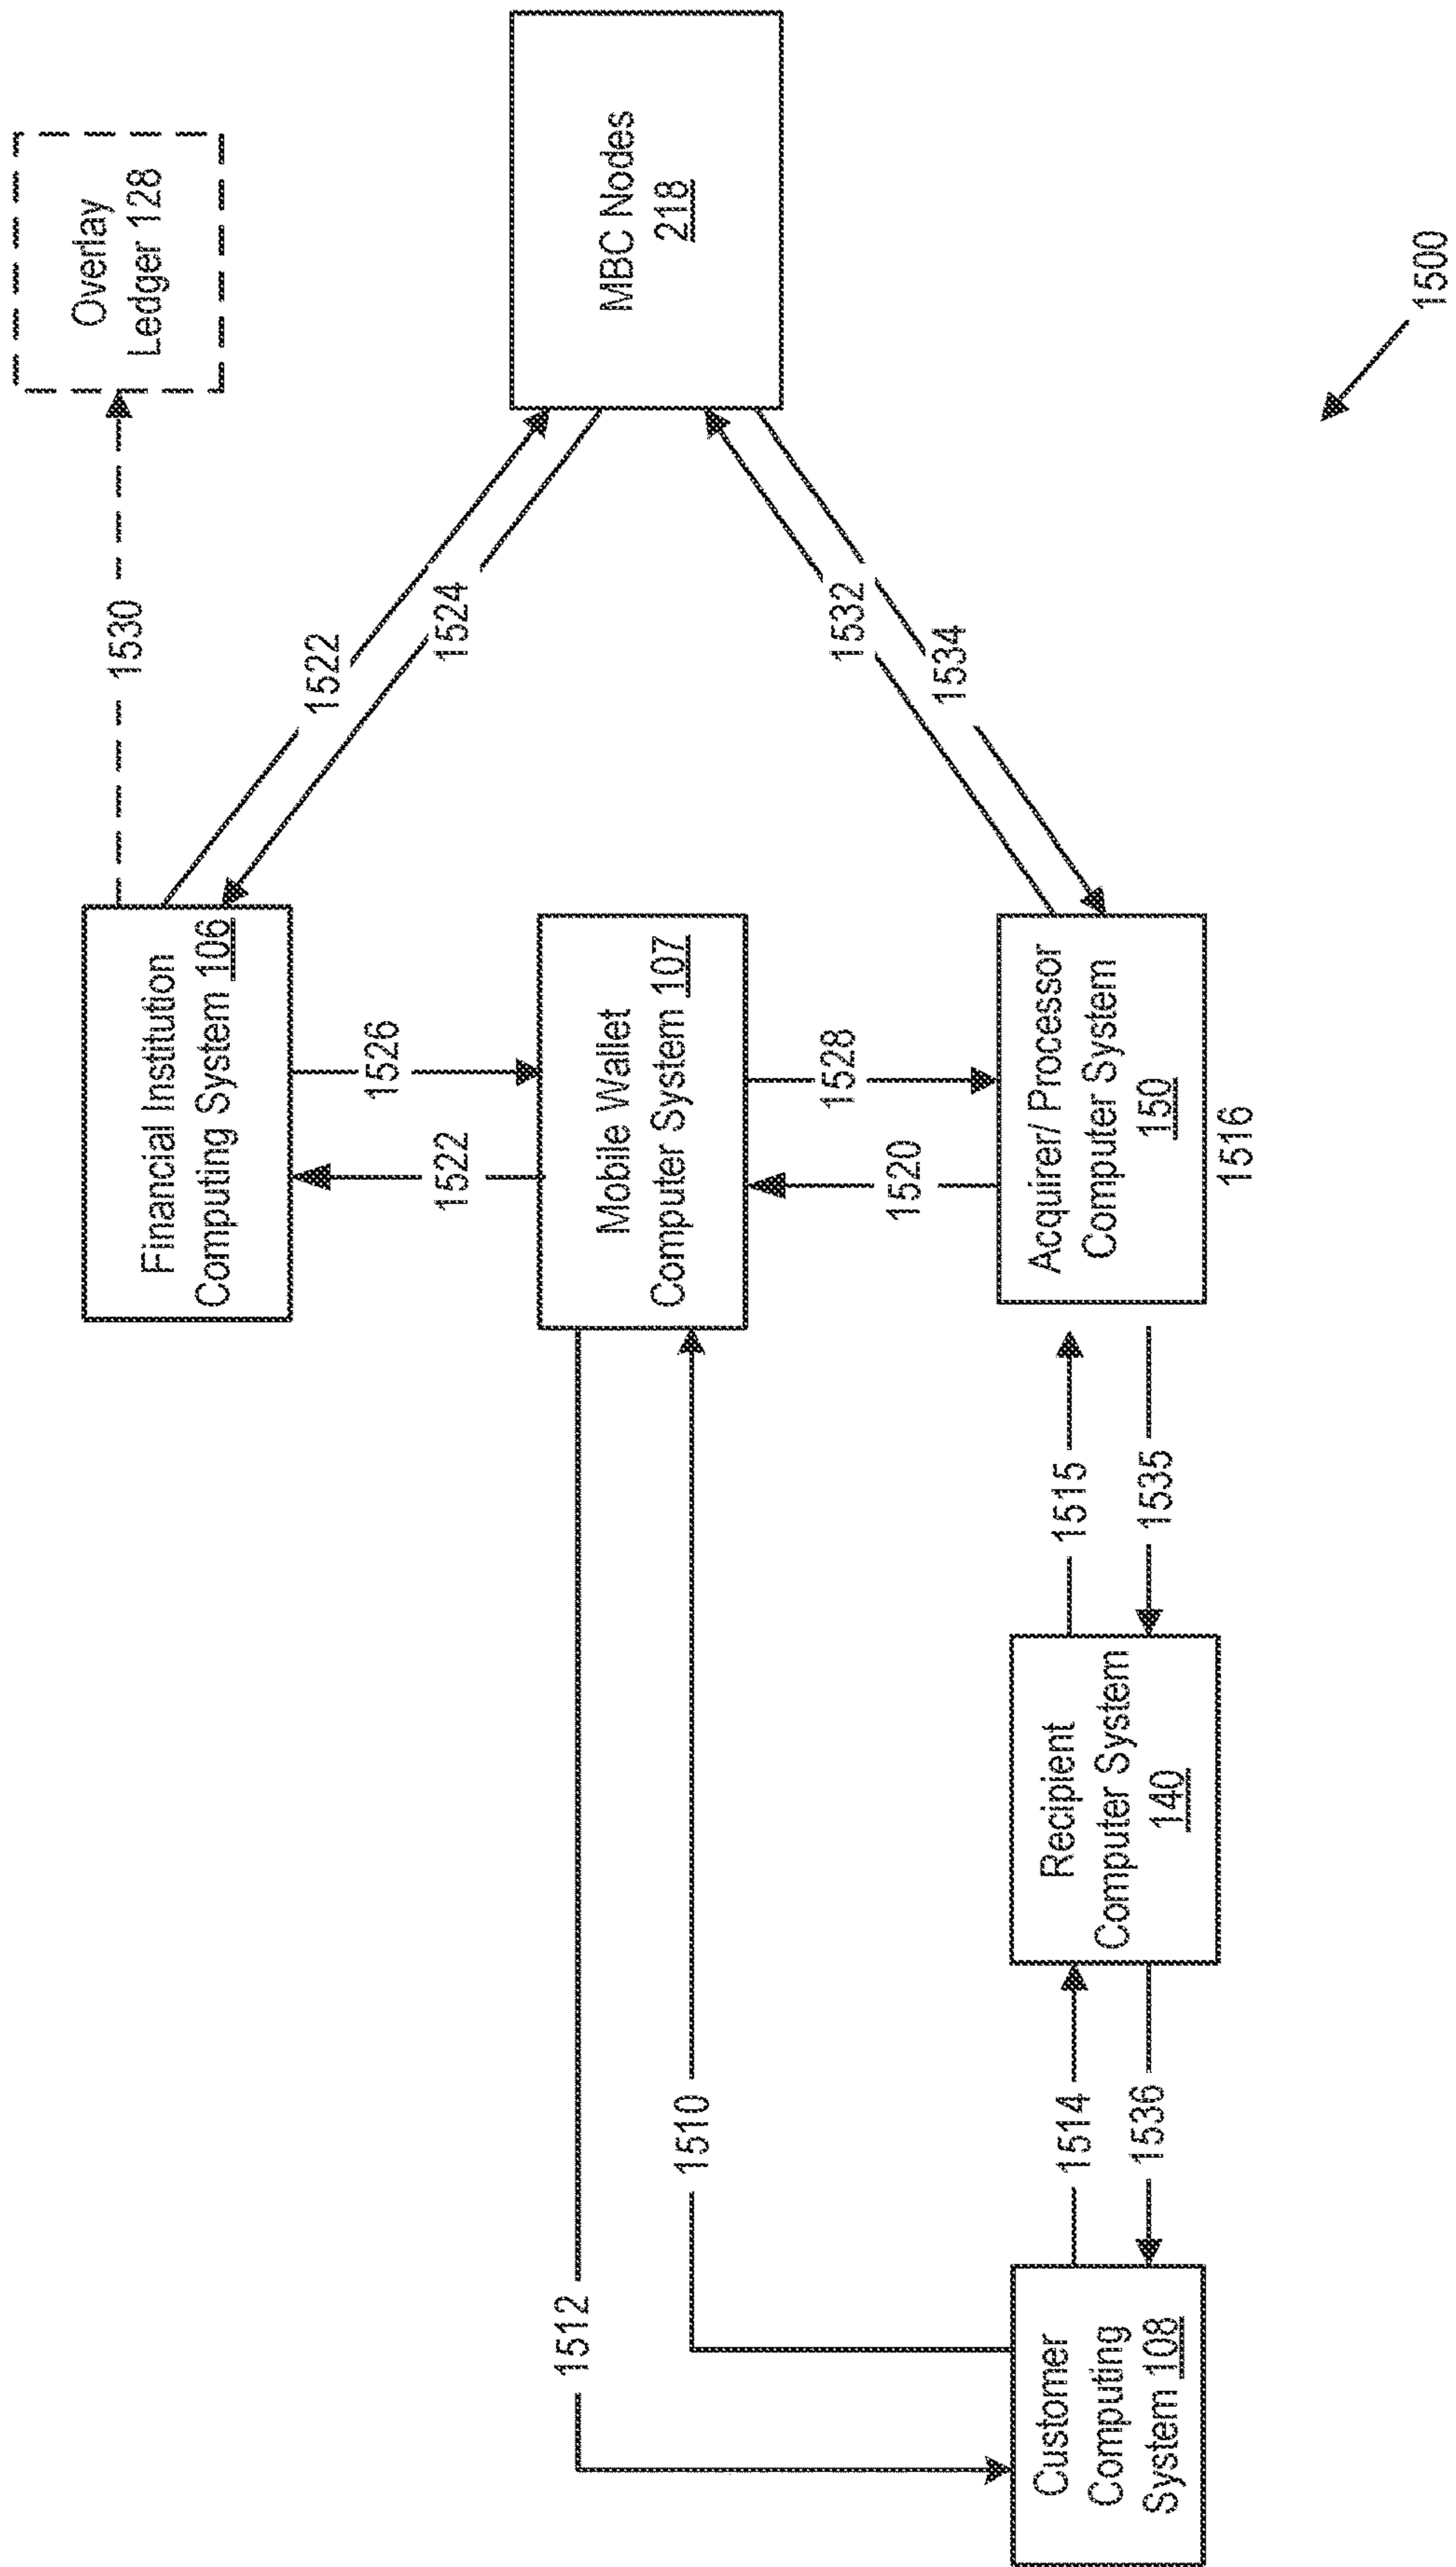 Overlay
Ledger 128
1530
Financial Institution
Computing System 106
1522
1524
MBC Nodes
218
1526
1522
Mobile Wallet
Computer System 107
1528
1520
1532
1534
Acquirer/ Processor
Computer System
150
1516
1512
1510
1515
1535
Recipient
Computer System
140
1514
1536
Customer
Computing
System 108
1500